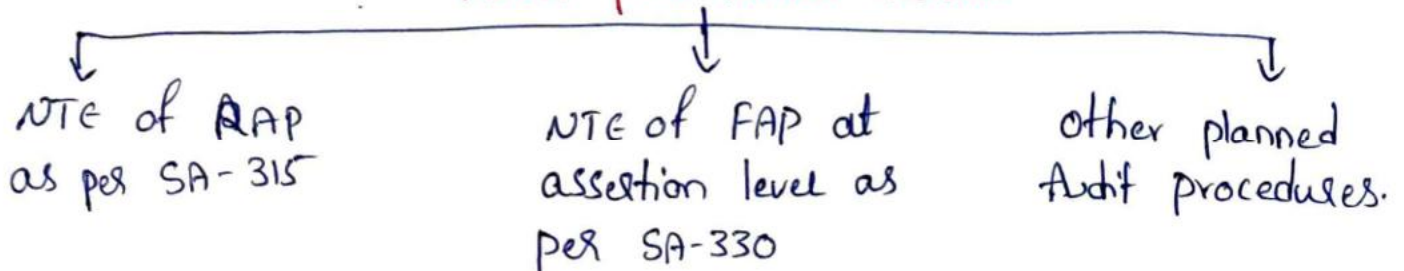 NTE of RAP
as per SA-315
NTE of FAP at
assertion level as
per SA-330
other planned
Audit procedures.